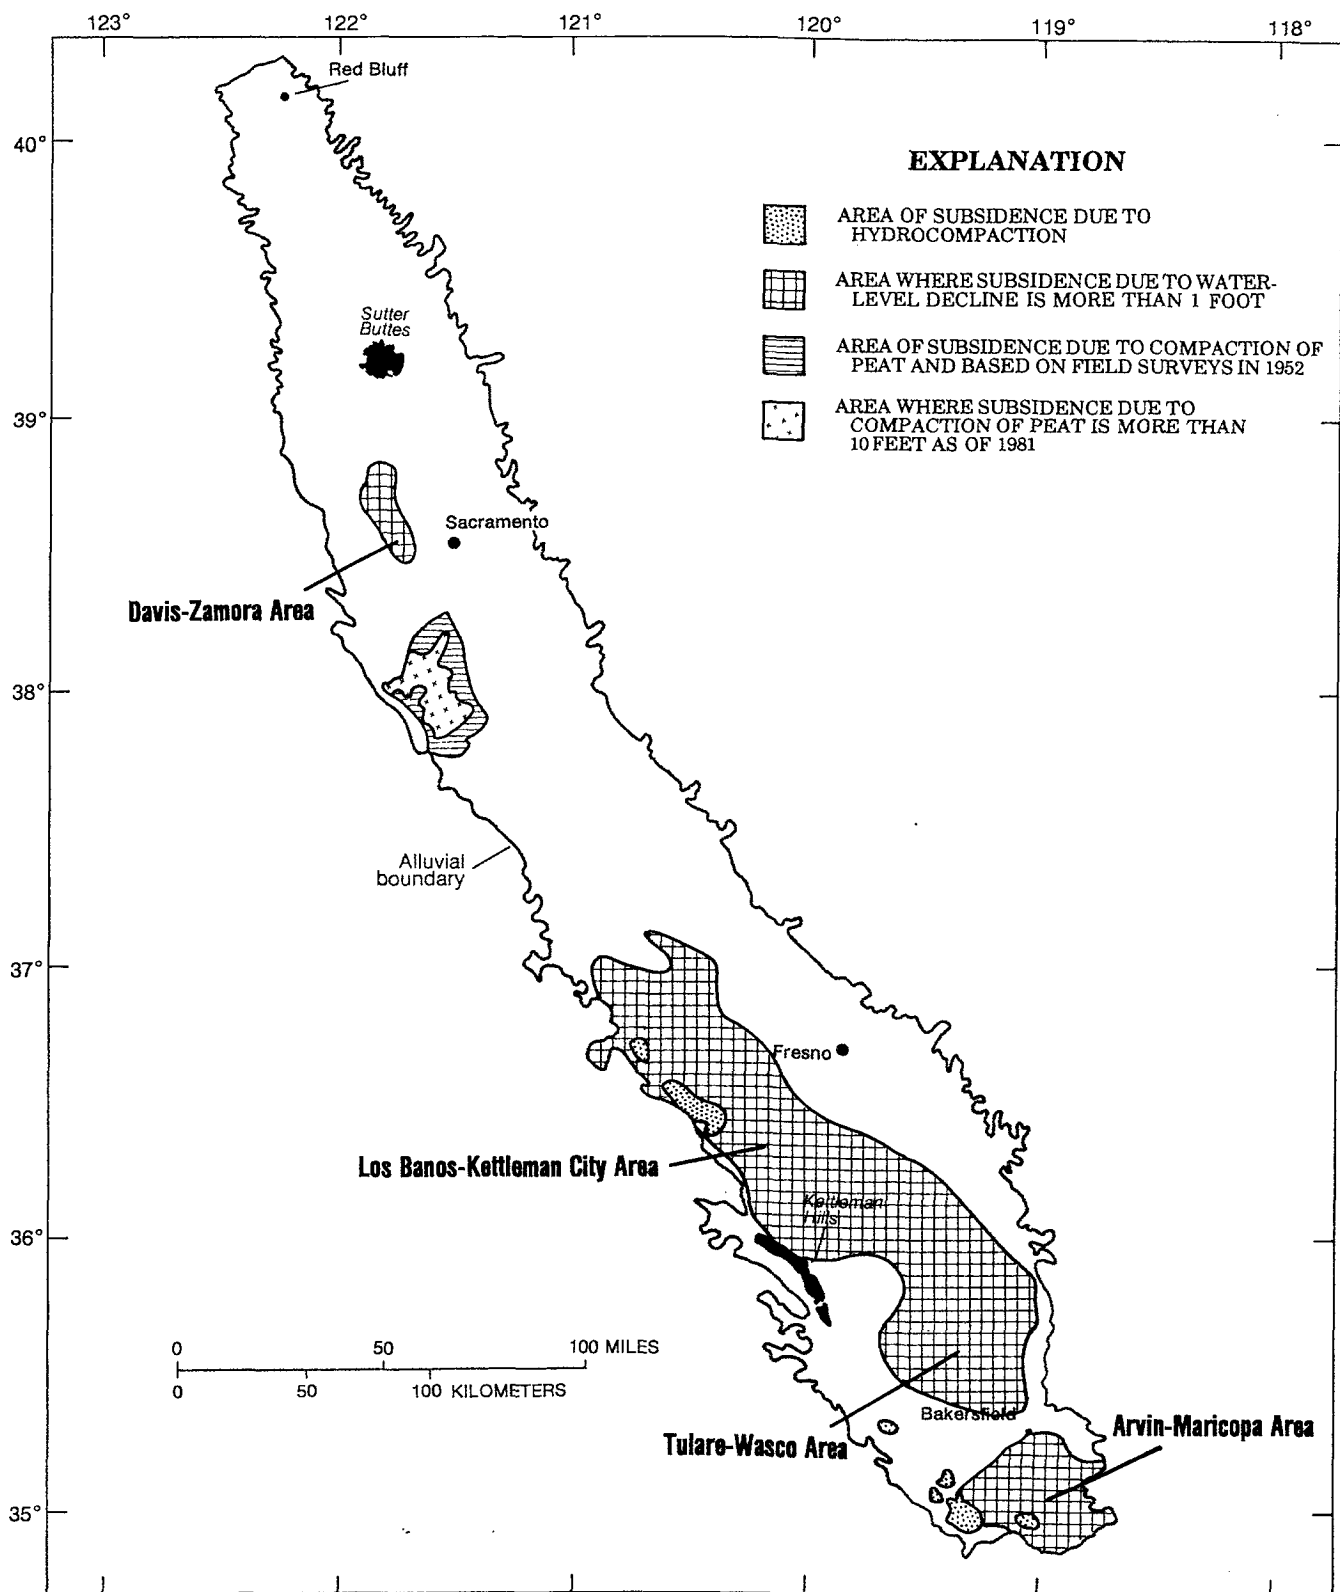 123°
122°
121°
120°
119°
118°
Red Bluff
40°
EXPLANATION
AREA OF SUBSIDENCE DUE TO
HYDROCOMPACTION
AREA WHERE SUBSIDENCE DUE TO WATER-
LEVEL DECLINE IS MORE THAN 1 FOOT
AREA OF SUBSIDENCE DUE TO COMPACTION OF
PEAT AND BASED ON FIELD SURVEYS IN 1952
AREA WHERE SUBSIDENCE DUE TO
COMPACTION OF PEAT IS MORE THAN
10 FEET AS OF 1981
Sutter
Buttes
39°
Sacramento
Davis-Zamora Area
38°
Alluvial
boundary
37°
Fresno
Los Banos-Kettleman City Area
Kettleman
Hills
36°
0 50 100 MILES
0 50 100 KILOMETERS
Bakersfield
Arvin-Maricopa Area
Tulare-Wasco Area
35°